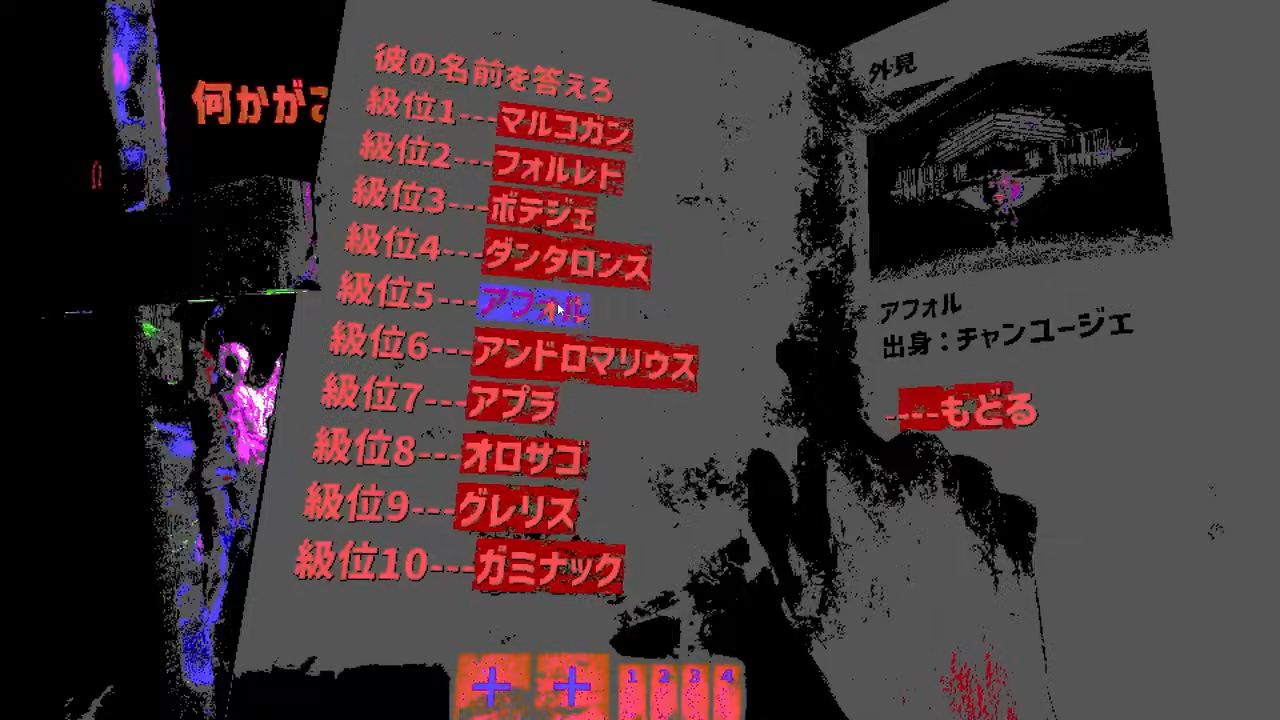 何かがこ
彼の名前を答えろ
級位1---マルコガン
級位2---フォルレト
級位3---ボテジェ
級位4---ダンタロンズ
級位5---アフォル
級位6---アンドロマリウス
級位7---アプラ
級位8---オロサゴ
級位9---グレリス
級位10---ガミナック
外見
アフォル
出身：チャンユージェ
----もどる
+ + 1 2 3 4